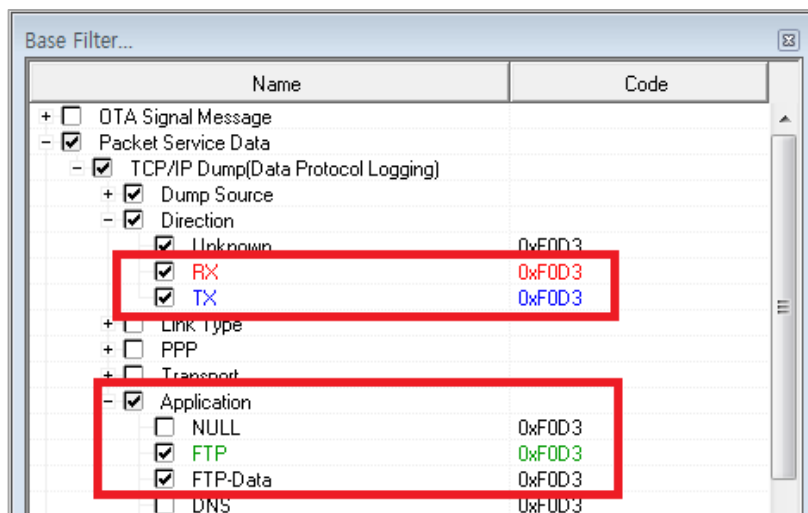 Base Filter...
Name Code
OTA Signal Message
Packet Service Data
TCP/IP Dump(Data Protocol Logging)
Dump Source
Direction
Unknown 0xF0D3
RX 0xF0D3
TX 0xF0D3
Link Type
PPP
Transport
Application
NULL 0xF0D3
FTP 0xF0D3
FTP-Data 0xF0D3
DNS 0xF0D3